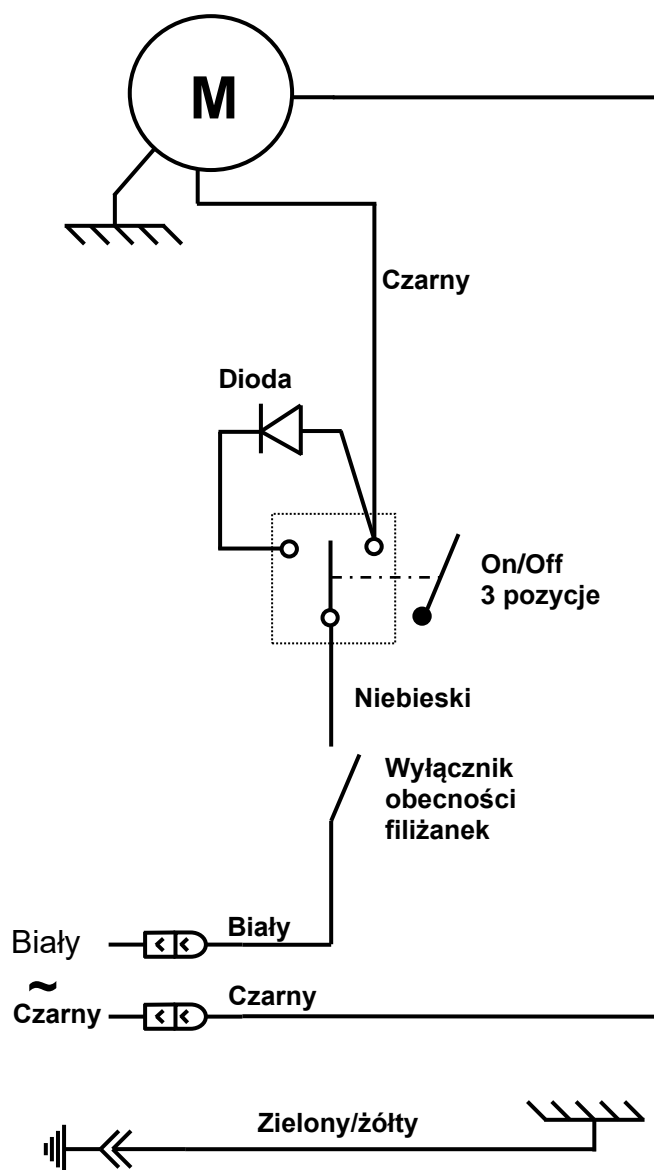 M
Czarny
Dioda
On/Off
3 pozycje
Niebieski
Wyłącznik
obecności
filiżanek
Biały
Biały
~
Czarny
Czarny
Zielony/żółty